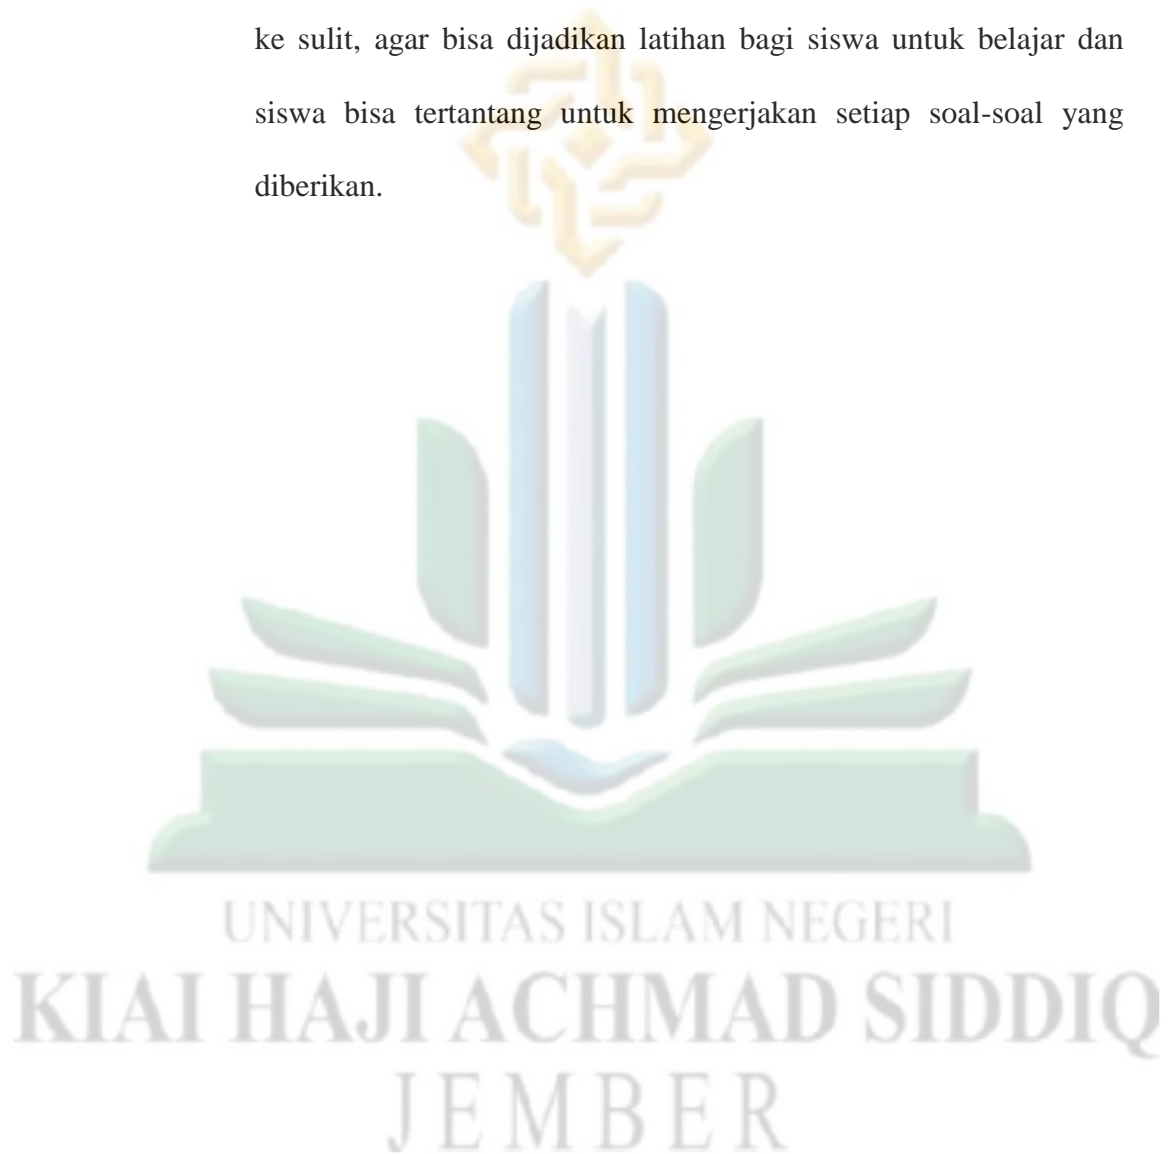 ke sulit, agar bisa dijadikan latihan bagi siswa untuk belajar dan
siswa bisa tertantang untuk mengerjakan setiap soal-soal yang
diberikan.
UNIVERSITAS ISLAM NEGERI
KIAI HAJI ACHMAD SIDDIQ
JEMBER